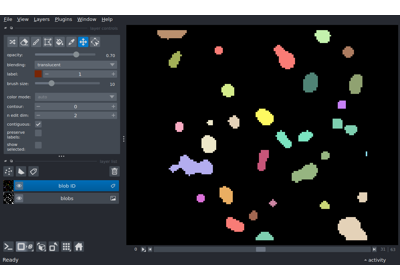 File View Layers Plugins Window Help
opacity: 0.70
blending: translucent
label: 1
brush size: 10
color mode:
contour: 0
n edit dim: 2
contiguous:
preserve labels:
show selected:
blob ID
blobs
Ready
activity